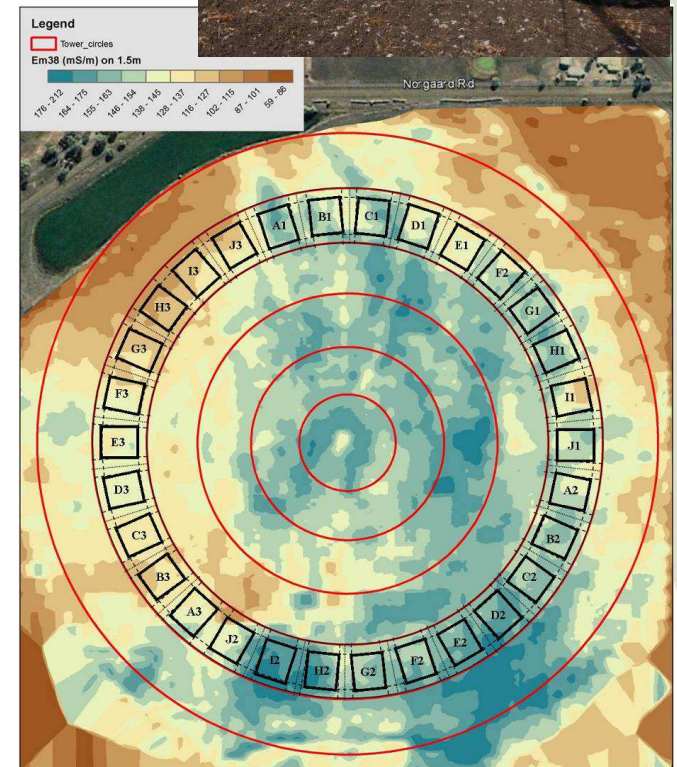 Legend
Tower_circles
Em38 (mS/m) on 1.5m
176 - 212
164 - 175
155 - 163
146 - 154
138 - 145
128 - 137
116 - 127
102 - 115
87 - 101
59 - 86
Norgaard Rd
A1
B1
C1
D1
E1
F2
G1
H1
I1
J1
A2
B2
C2
D2
E2
F2
G2
H2
I2
J2
A3
B3
C3
D3
E3
F3
G3
H3
I3
J3